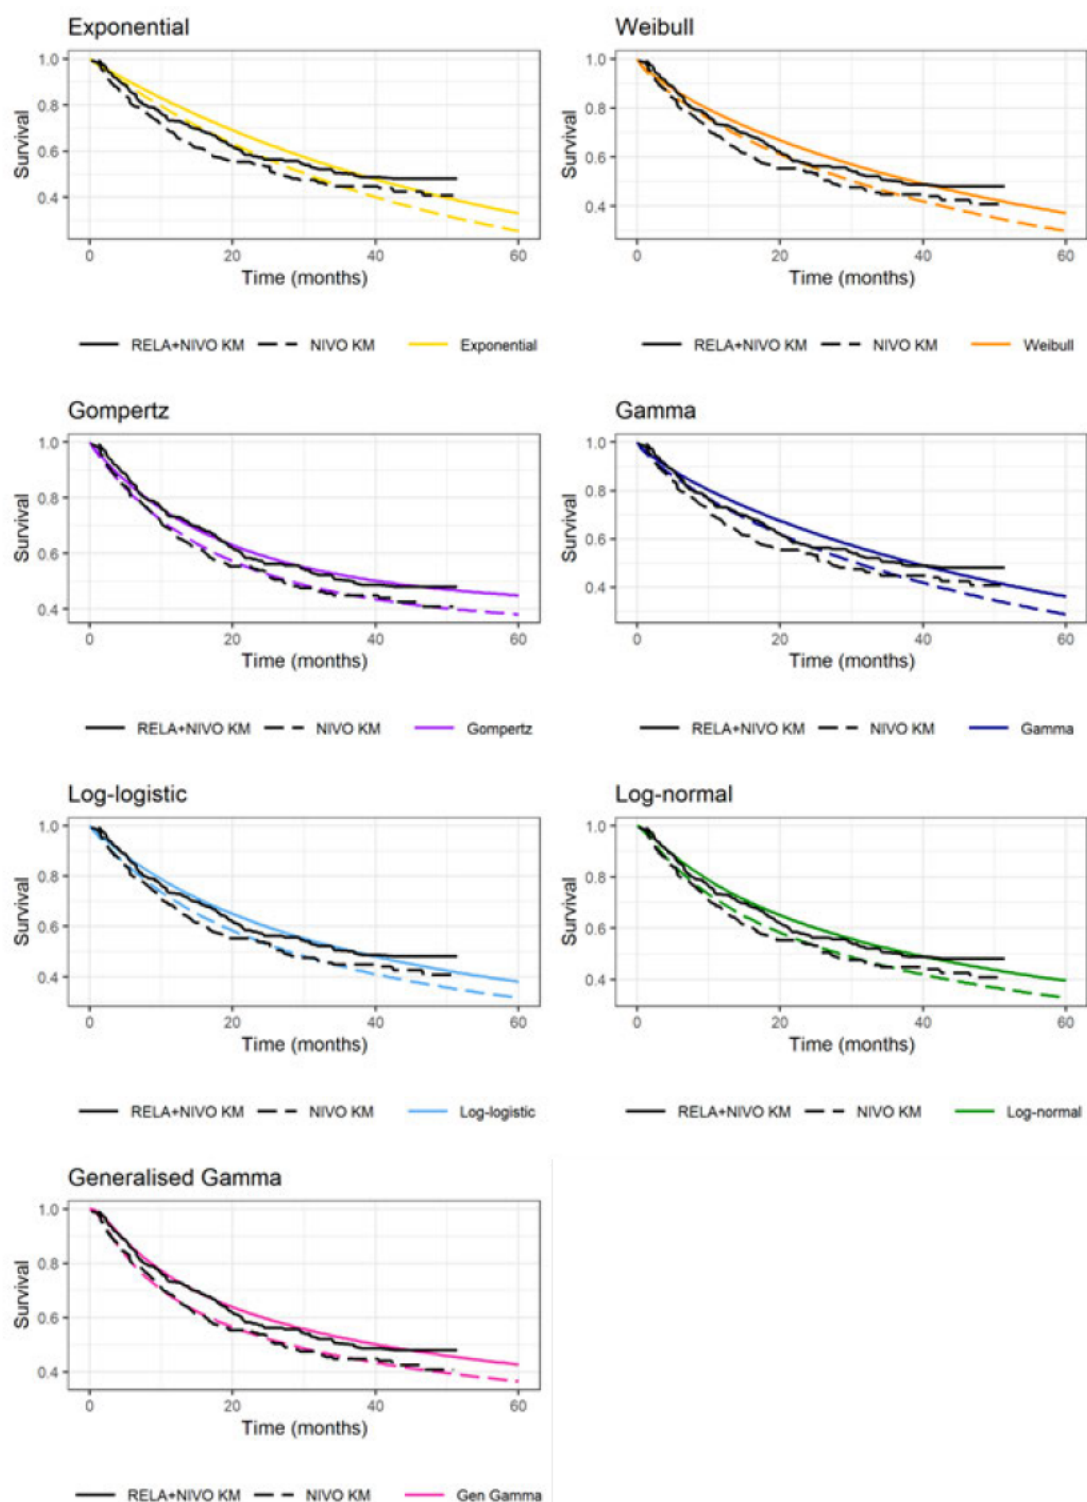 Exponential
Weibull
1.0
0.8
0.6
0.4
Survival
0 20 40 60
Time (months)
1.0
0.8
0.6
0.4
Survival
0 20 40 60
Time (months)
RELA+NIVO KM NIVO KM Exponential
RELA+NIVO KM NIVO KM Weibull
Gompertz
Gamma
1.0
0.8
0.6
0.4
Survival
0 20 40 60
Time (months)
1.0
0.8
0.6
0.4
Survival
0 20 40 60
Time (months)
RELA+NIVO KM NIVO KM Gompertz
RELA+NIVO KM NIVO KM Gamma
Log-logistic
Log-normal
1.0
0.8
0.6
0.4
Survival
0 20 40 60
Time (months)
1.0
0.8
0.6
0.4
Survival
0 20 40 60
Time (months)
RELA+NIVO KM NIVO KM Log-logistic
RELA+NIVO KM NIVO KM Log-normal
Generalised Gamma
1.0
0.8
0.6
0.4
Survival
0 20 40 60
Time (months)
RELA+NIVO KM NIVO KM Gen Gamma